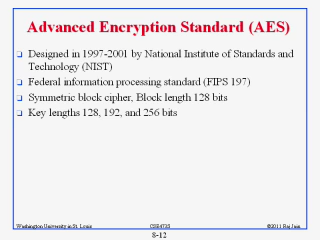 Advanced Encryption Standard (AES)
Designed in 1997-2001 by National Institute of Standards and
Technology (NIST)
Federal information processing standard (FIPS 197)
Symmetric block cipher, Block length 128 bits
Key lengths 128, 192, and 256 bits
Washington University in St. Louis CSE473S ©2011 Raj Jain
8-12